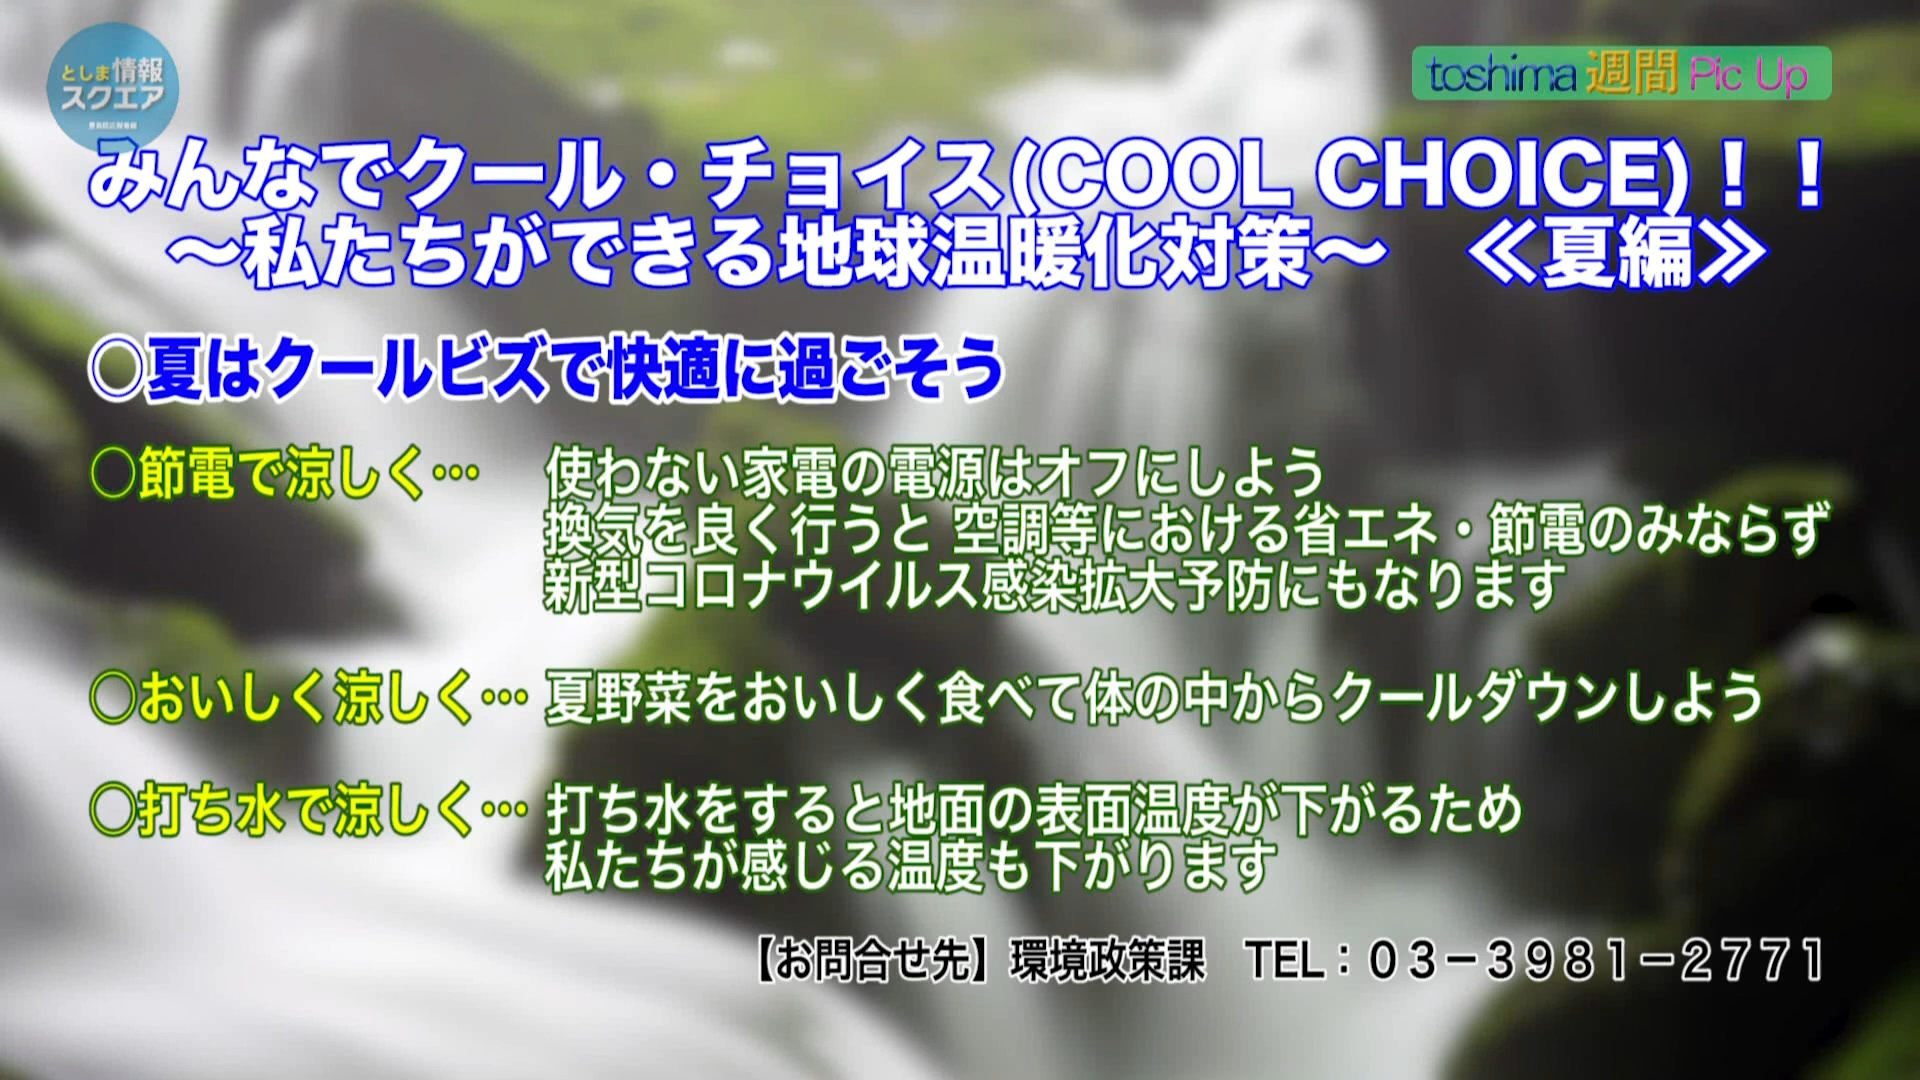 としま情報
スクエア
toshima 週間 Pic Up
みんなでクール・チョイス(COOL CHOICE)！！
～私たちができる地球温暖化対策～　≪夏編≫
○夏はクールビズで快適に過ごそう
○節電で涼しく… 使わない家電の電源はオフにしよう
換気を良く行うと 空調等における省エネ・節電のみならず
新型コロナウイルス感染拡大予防にもなります
○おいしく涼しく… 夏野菜をおいしく食べて体の中からクールダウンしよう
○打ち水で涼しく… 打ち水をすると地面の表面温度が下がるため
私たちが感じる温度も下がります
【お問合せ先】環境政策課　TEL：０３－３９８１－２７７１